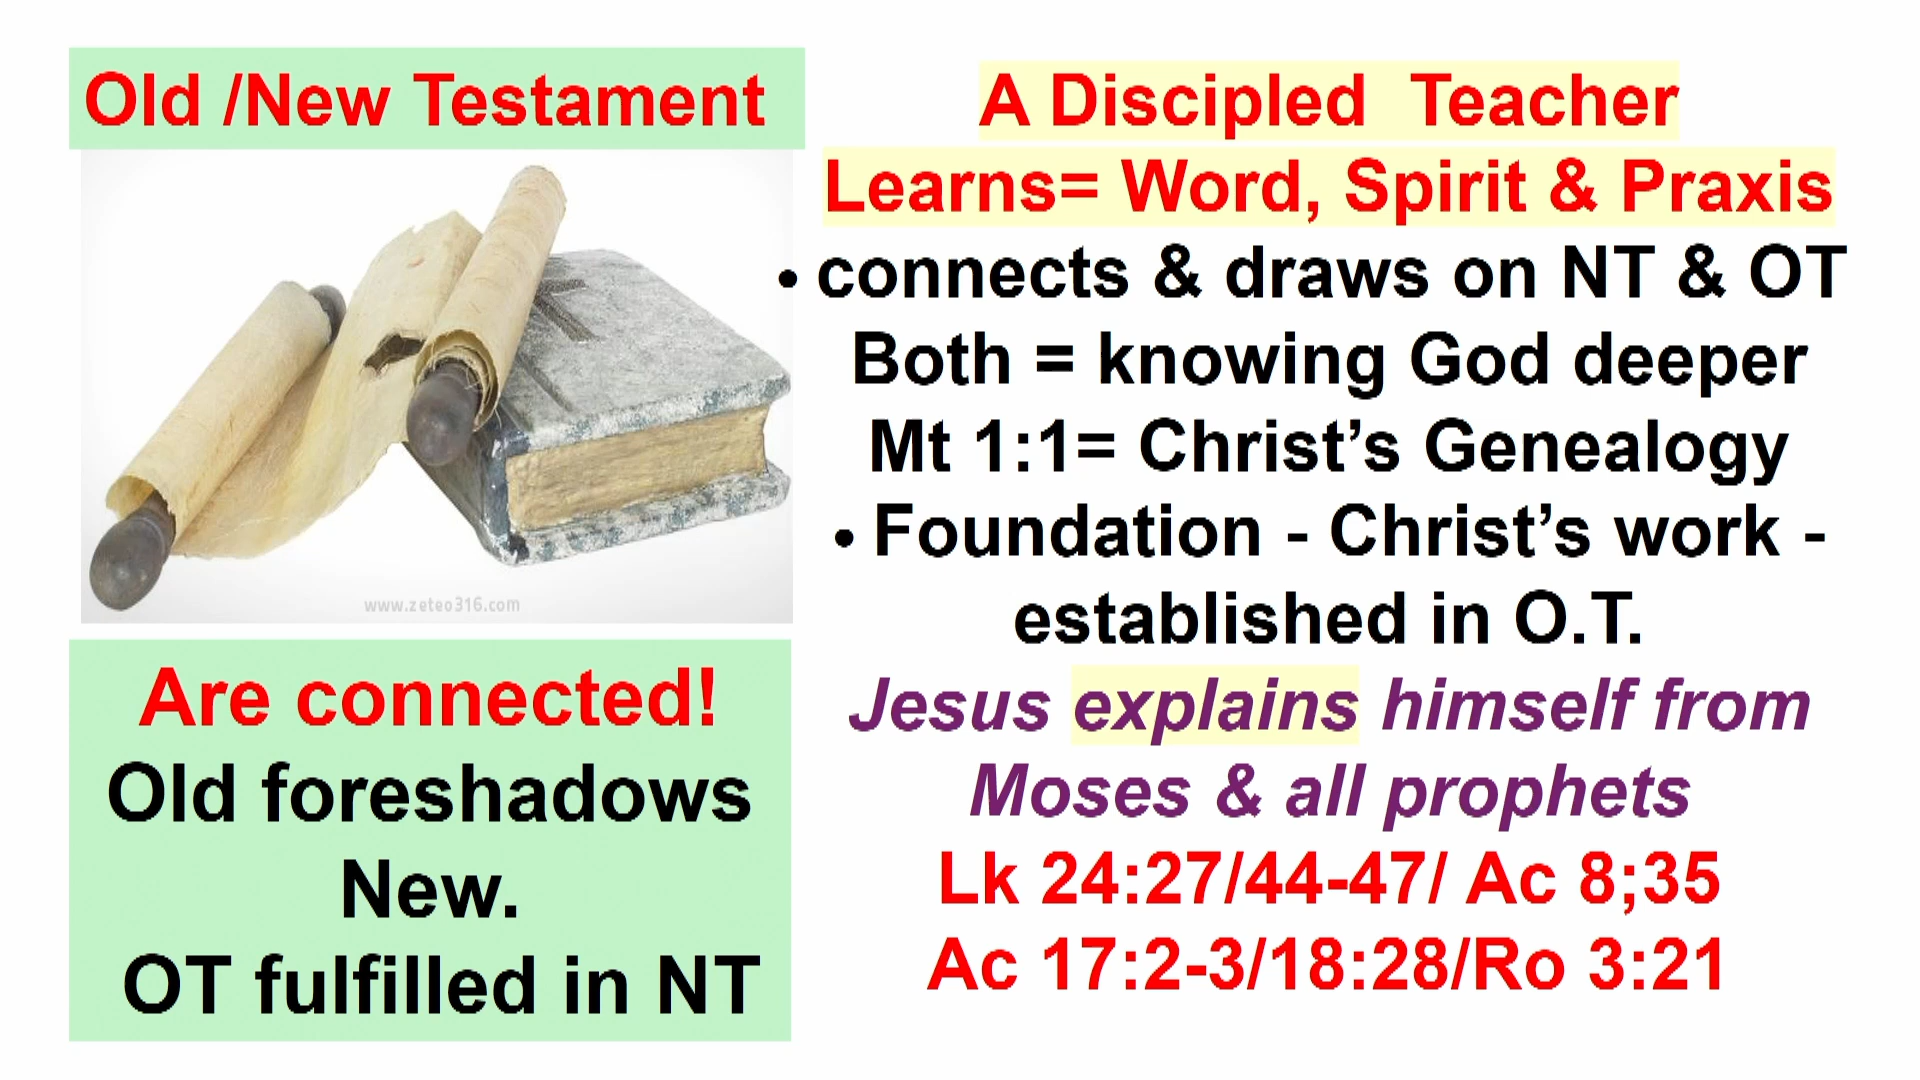 Old /New Testament
www.zeteo316.com
Are connected!
Old foreshadows
New.
OT fulfilled in NT
A Discipled Teacher
Learns= Word, Spirit & Praxis
• connects & draws on NT & OT
Both = knowing God deeper
Mt 1:1= Christ’s Genealogy
• Foundation - Christ’s work -
established in O.T.
Jesus explains himself from
Moses & all prophets
Lk 24:27/44-47/ Ac 8;35
Ac 17:2-3/18:28/Ro 3:21